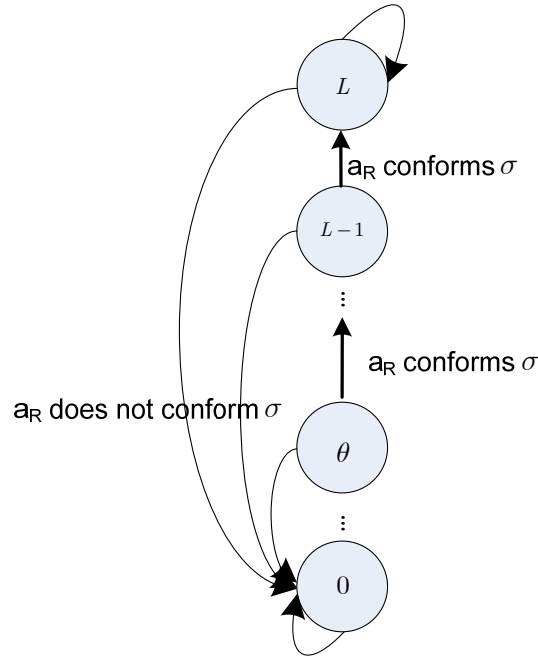 L
a_R conforms σ
L − 1
...
a_R conforms σ
a_R does not conform σ
θ
...
0